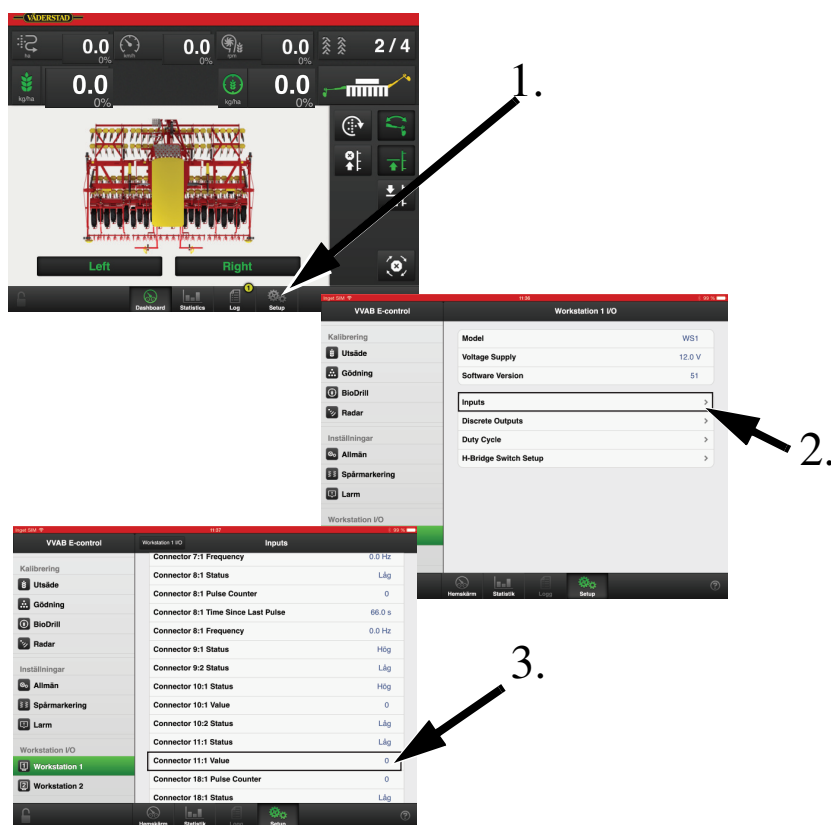 VÄDERSTAD
0.0
0.0
0.0
2 / 4
ha
0%
km/h
0%
rpm
0%
0.0
0.0
kg/ha
0%
kg/ha
0%
1.
Left
Right
1
Dashboard
Statistics
Log
Setup
Inget SIM
11:36
99 %
VVAB E-control
Workstation 1 I/O
Kalibrering
Utsäde
Gödning
BioDrill
Radar
Inställningar
Allmän
Spårmarkering
Larm
Workstation I/O
Model WS1
Voltage Supply 12.0 V
Software Version 51
Inputs
Discrete Outputs
Duty Cycle
H-Bridge Switch Setup
2.
Hemskärm
Statistik
Logg
Setup
Inget SIM
11:37
99 %
VVAB E-control
Workstation 1 I/O
Inputs
Kalibrering
Utsäde
Gödning
BioDrill
Radar
Inställningar
Allmän
Spårmarkering
Larm
Workstation I/O
Workstation 1
Workstation 2
Connector 7:1 Frequency 0.0 Hz
Connector 8:1 Status Låg
Connector 8:1 Pulse Counter 0
Connector 8:1 Time Since Last Pulse 66.0 s
Connector 8:1 Frequency 0.0 Hz
Connector 9:1 Status Hög
Connector 9:2 Status Låg
Connector 10:1 Status Hög
Connector 10:1 Value 0
Connector 10:2 Status Låg
Connector 11:1 Status Låg
Connector 11:1 Value 0
Connector 18:1 Pulse Counter 0
Connector 18:1 Status Låg
3.
Hemskärm
Statistik
Logg
Setup